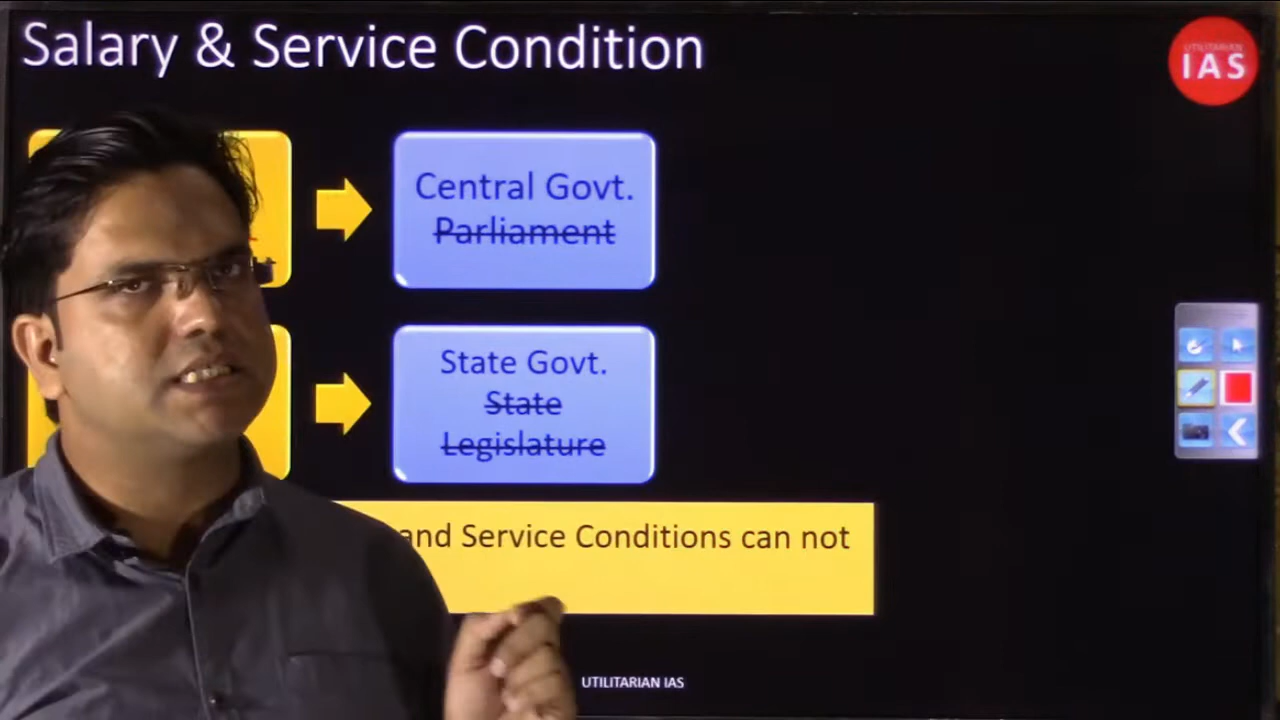 Salary & Service Condition
UTILITARIAN
IAS
Central Govt.
Parliament
State Govt.
State
Legislature
and Service Conditions can not
UTILITARIAN IAS